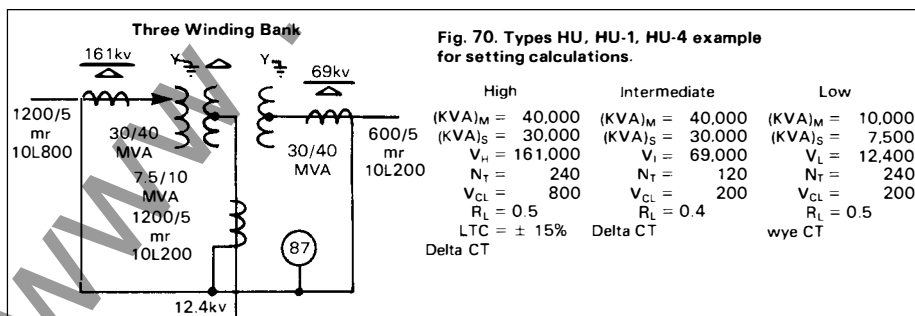 Three Winding Bank
161kv
Y
Y
69kv
1200/5
mr
10L800
30/40
MVA
7.5/10
MVA
1200/5
mr
10L200
30/40
MVA
600/5
mr
10L200
87
12.4kv
Fig. 70. Types HU, HU-1, HU-4 example
for setting calculations.
High
(KVA)M = 40,000
(KVA)S = 30,000
VH = 161,000
NT = 240
VCL = 800
RL = 0.5
LTC = ± 15%
Delta CT
Intermediate
(KVA)M = 40,000
(KVA)S = 30.000
VI = 69,000
NT = 120
VCL = 200
RL = 0.4
Delta CT
Low
(KVA)M = 10,000
(KVA)S = 7,500
VL = 12,400
NT = 240
VCL = 200
RL = 0.5
wye CT
www.